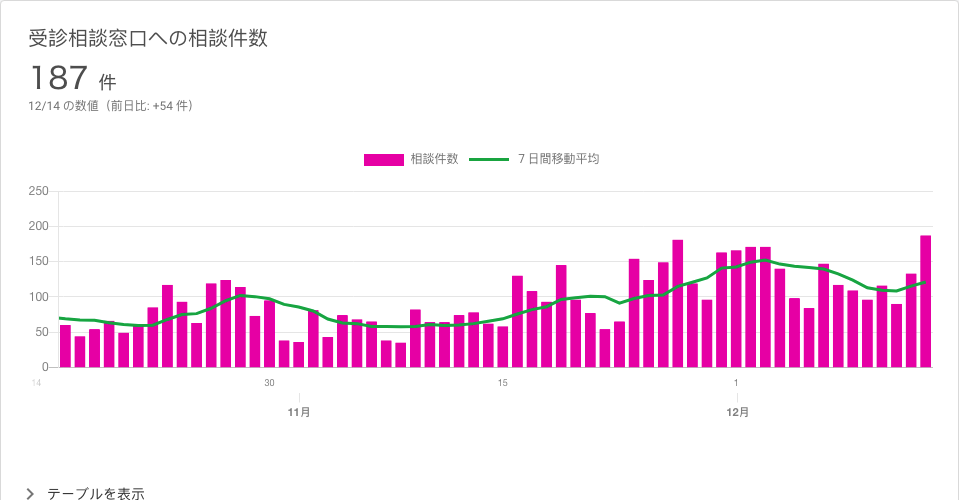 受診相談窓口への相談件数
187 件
12/14 の数値（前日比: +54 件）
相談件数 7 日間移動平均
250
200
150
100
50
0
14 30 15 1
11月 12月
テーブルを表示